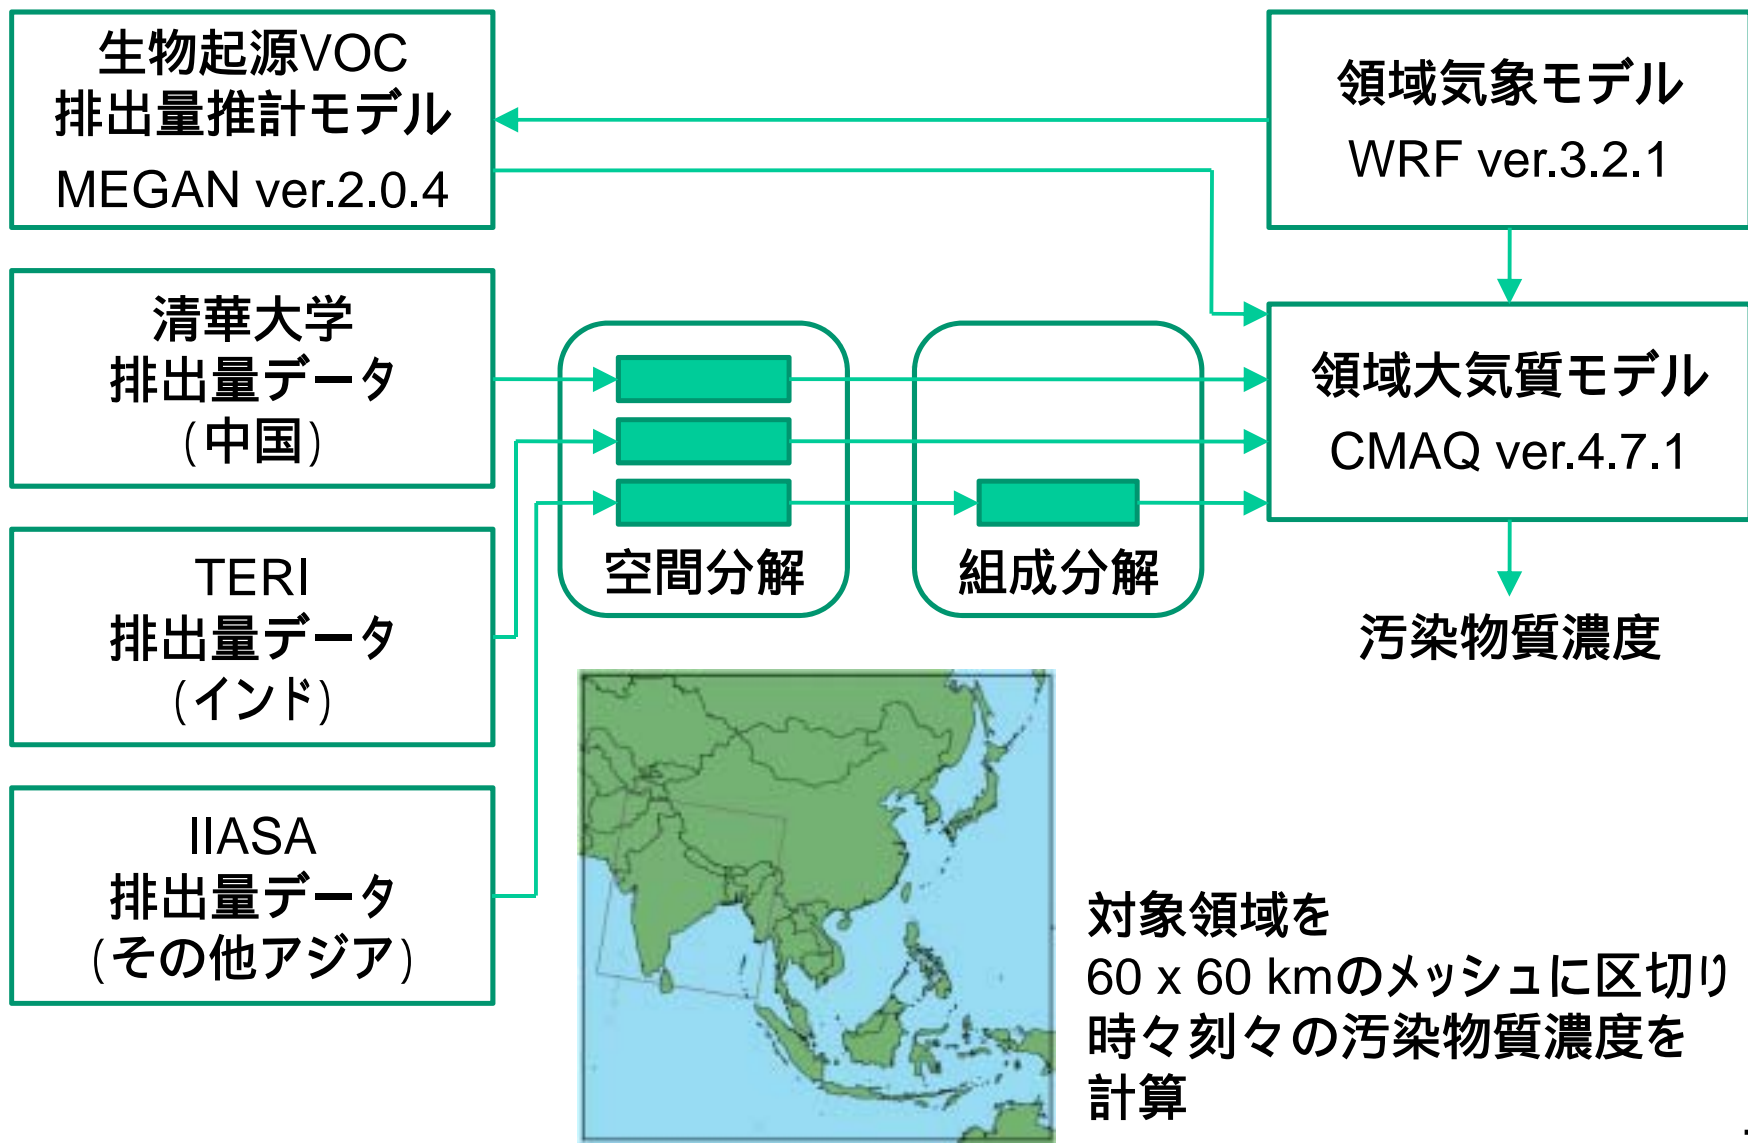 生物起源VOC
排出量推計モデル
MEGAN ver.2.0.4
領域気象モデル
WRF ver.3.2.1
清華大学
排出量データ
(中国)
領域大気質モデル
CMAQ ver.4.7.1
空間分解
組成分解
TERI
排出量データ
(インド)
汚染物質濃度
IIASA
排出量データ
(その他アジア)
対象領域を
60 x 60 kmのメッシュに区切り
時々刻々の汚染物質濃度を
計算